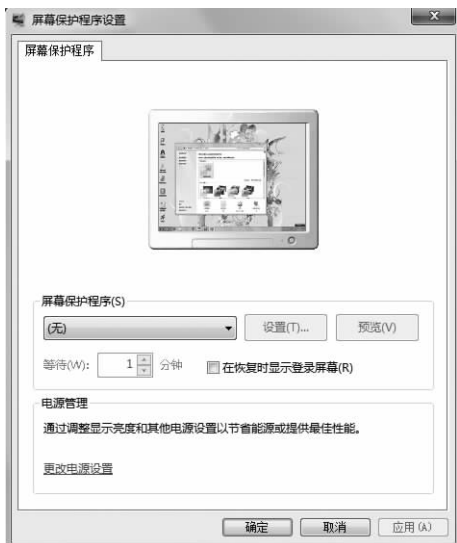 屏幕保护程序设置
屏幕保护程序
屏幕保护程序(S)
(无)
设置(T)...
预览(V)
等待(W):
1
分钟
在恢复时显示登录屏幕(R)
电源管理
通过调整显示亮度和其他电源设置以节省能源或提供最佳性能。
更改电源设置
确定
取消
应用(A)